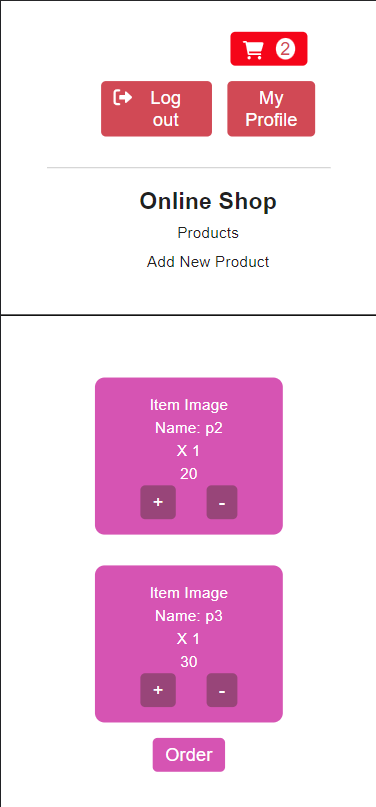 2
Log
out
My
Profile
Online Shop
Products
Add New Product
Item Image
Name: p2
X 1
20
+ -
Item Image
Name: p3
X 1
30
+ -
Order